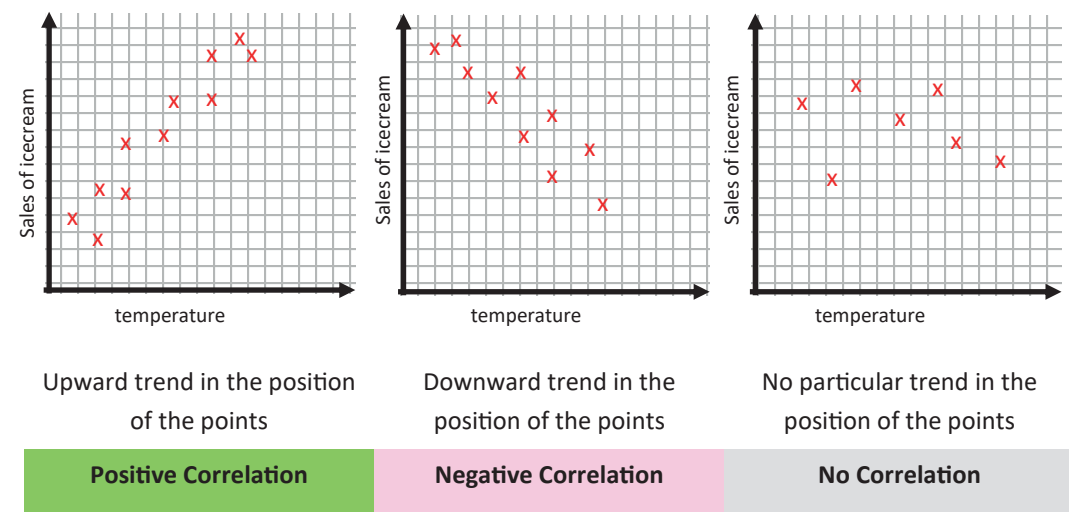 Sales of icecream
temperature
Upward trend in the position
of the points
Positive Correlation
Sales of icecream
temperature
Downward trend in the
position of the points
Negative Correlation
Sales of icecream
temperature
No particular trend in the
position of the points
No Correlation